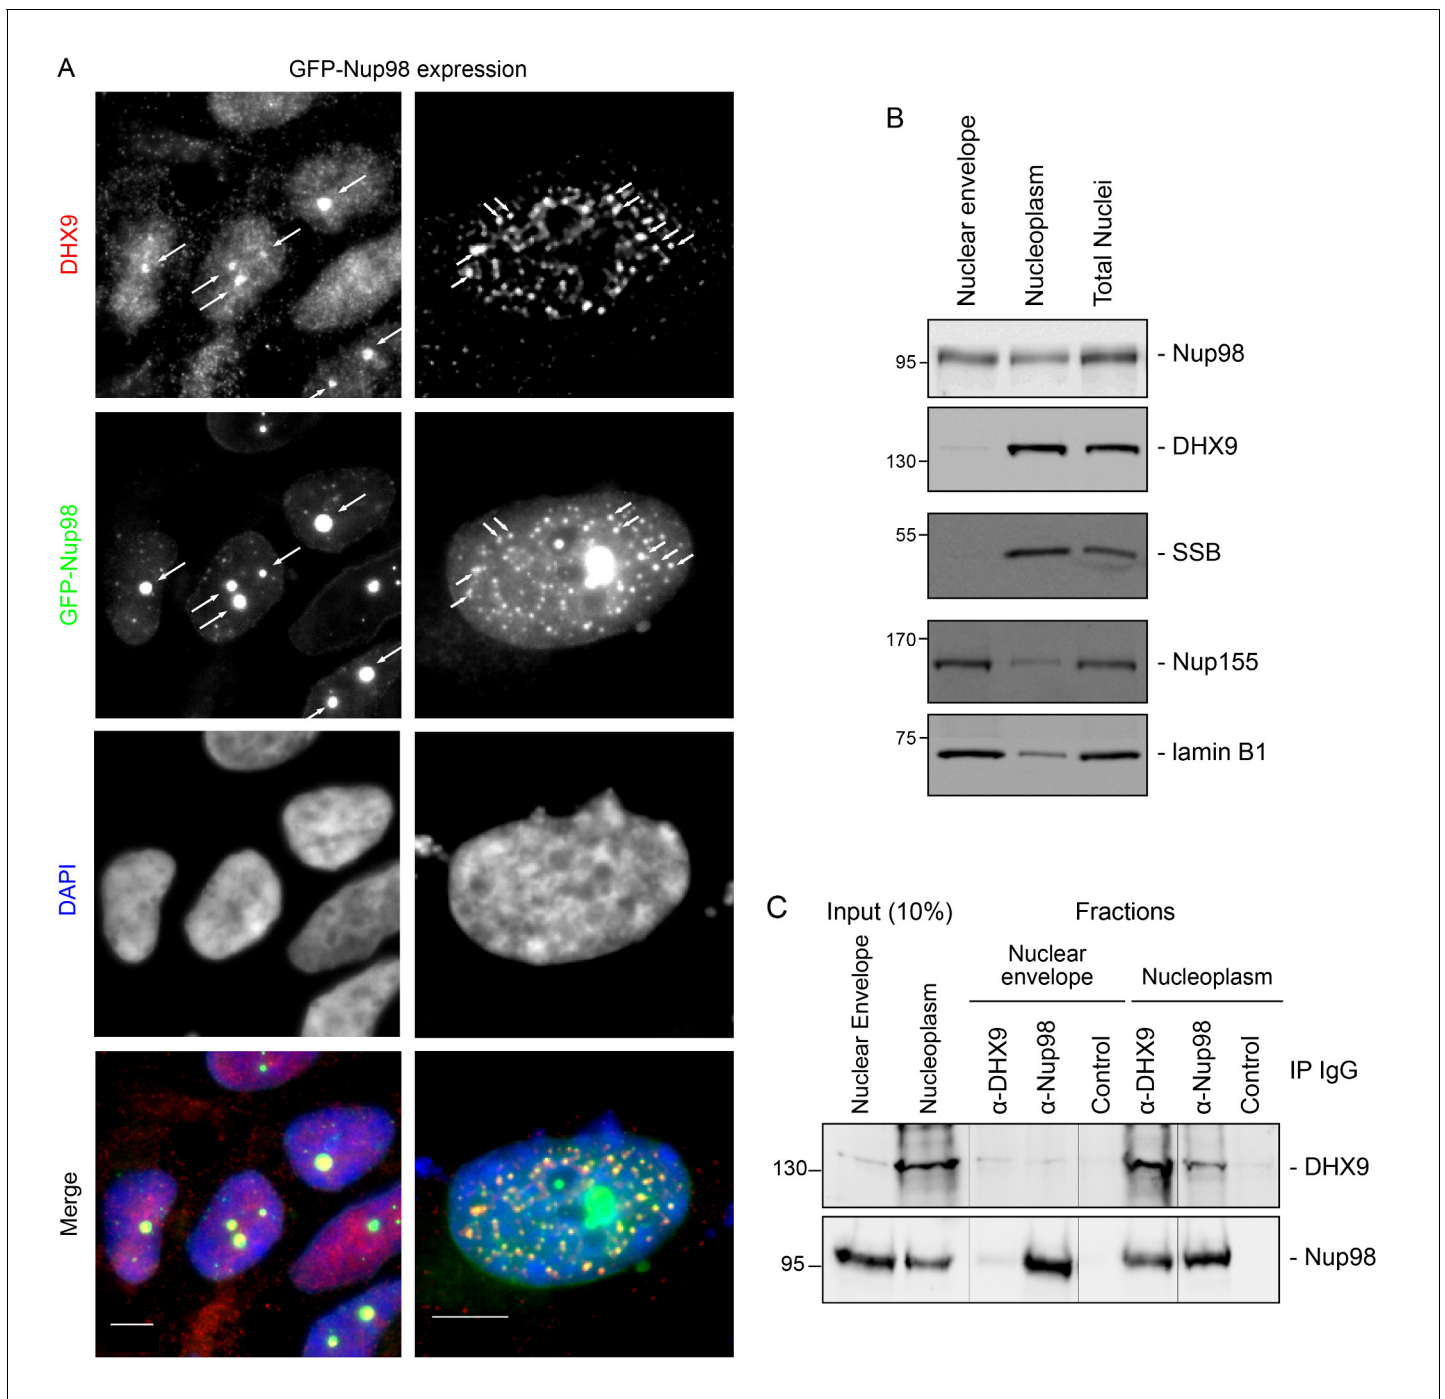 A
GFP-Nup98 expression
DHX9
GFP-Nup98
DAPI
Merge
B
Nuclear envelope
Nucleoplasm
Total Nuclei
95
- Nup98
130
- DHX9
55
- SSB
170
- Nup155
75
- lamin B1
C
Input (10%)
Fractions
Nuclear
envelope
Nucleoplasm
Nuclear Envelope
Nucleoplasm
α-DHX9
α-Nup98
Control
α-DHX9
α-Nup98
Control
IP IgG
130
- DHX9
95
- Nup98